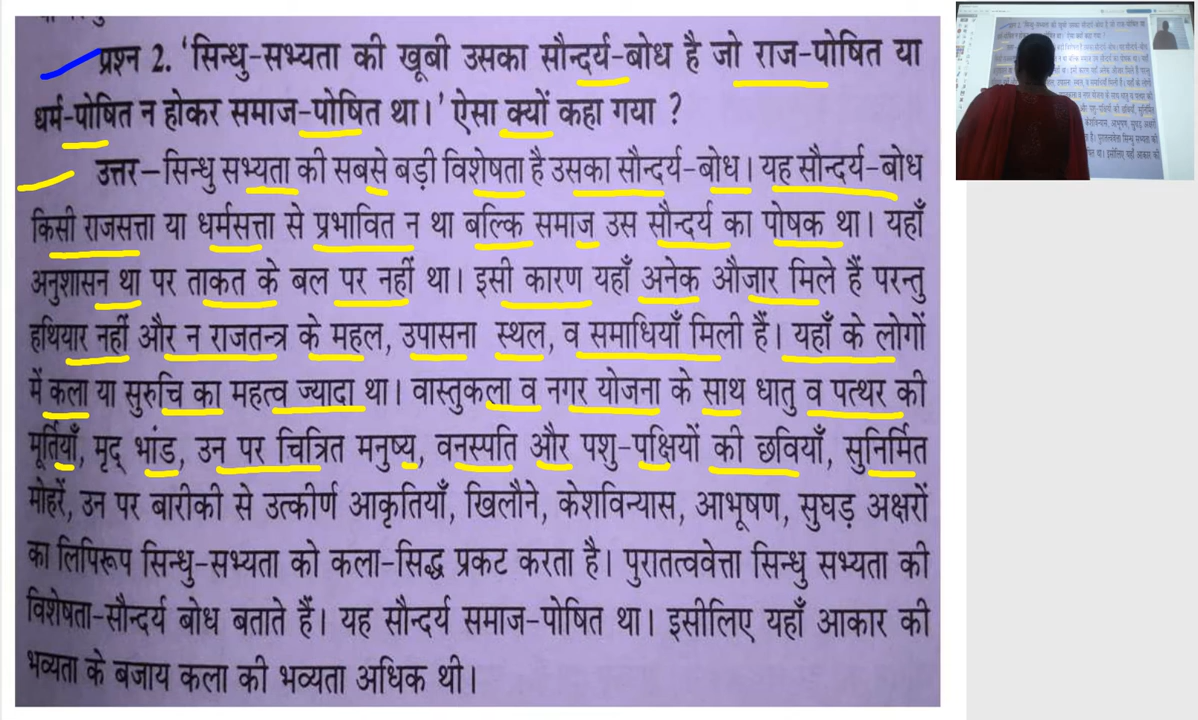 प्रश्न 2. 'सिन्धु-सभ्यता की खूबी उसका सौन्दर्य-बोध है जो राज-पोषित या
धर्म-पोषित न होकर समाज-पोषित था।' ऐसा क्यों कहा गया ?
उत्तर–सिन्धु सभ्यता की सबसे बड़ी विशेषता है उसका सौन्दर्य-बोध। यह सौन्दर्य-बोध
किसी राजसत्ता या धर्मसत्ता से प्रभावित न था बल्कि समाज उस सौन्दर्य का पोषक था। यहाँ
अनुशासन था पर ताकत के बल पर नहीं था। इसी कारण यहाँ अनेक औजार मिले हैं परन्तु
हथियार नहीं और न राजतन्त्र के महल, उपासना स्थल, व समाधियाँ मिली हैं। यहाँ के लोगों
में कला या सुरुचि का महत्व ज्यादा था। वास्तुकला व नगर योजना के साथ धातु व पत्थर की
मूर्तियाँ, मृद् भांड, उन पर चित्रित मनुष्य, वनस्पति और पशु-पक्षियों की छवियाँ, सुनिर्मित
मोहरें, उन पर बारीकी से उत्कीर्ण आकृतियाँ, खिलौने, केशविन्यास, आभूषण, सुघड़ अक्षरों
का लिपिरूप सिन्धु-सभ्यता को कला-सिद्ध प्रकट करता है। पुरातत्ववेत्ता सिन्धु सभ्यता की
विशेषता-सौन्दर्य बोध बताते हैं। यह सौन्दर्य समाज-पोषित था। इसीलिए यहाँ आकार की
भव्यता के बजाय कला की भव्यता अधिक थी।